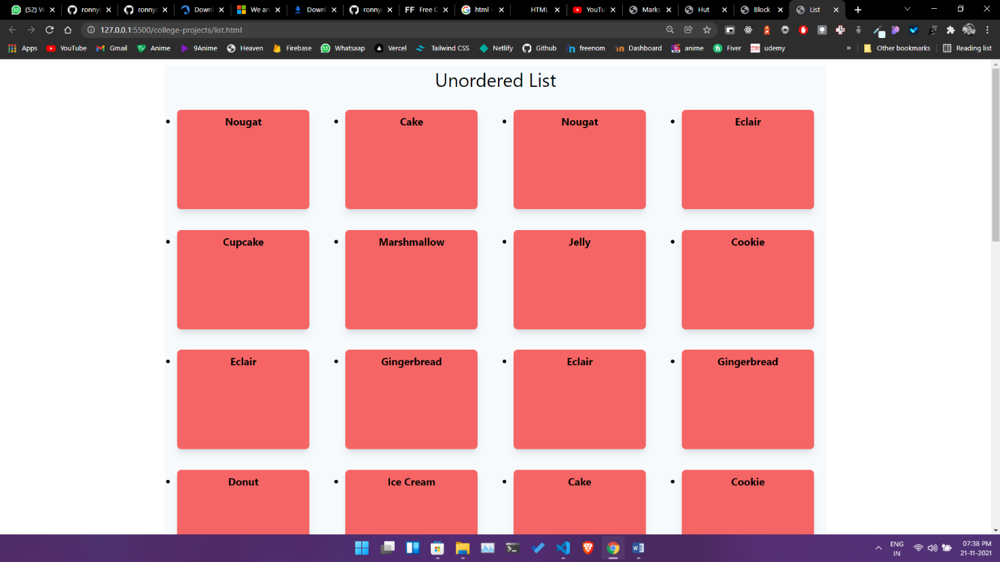 (52) W
ronny
ronny
Downl
We are
Downl
ronny
FF Free C
html -
HTML
YouTu
Marks
Hut
Block
List
127.0.0.1:5500/college-projects/list.html
Apps
YouTube
Gmail
Anime
9Anime
Heaven
Firebase
Whatsaap
Vercel
Tailwind CSS
Netlify
Github
freenom
Dashboard
anime
Fiver
udemy
»
Other bookmarks
Reading list
Unordered List
Nougat
Cake
Nougat
Eclair
Cupcake
Marshmallow
Jelly
Cookie
Eclair
Gingerbread
Eclair
Gingerbread
Donut
Ice Cream
Cake
Cookie
ENG
IN
07:38 PM
21-11-2021